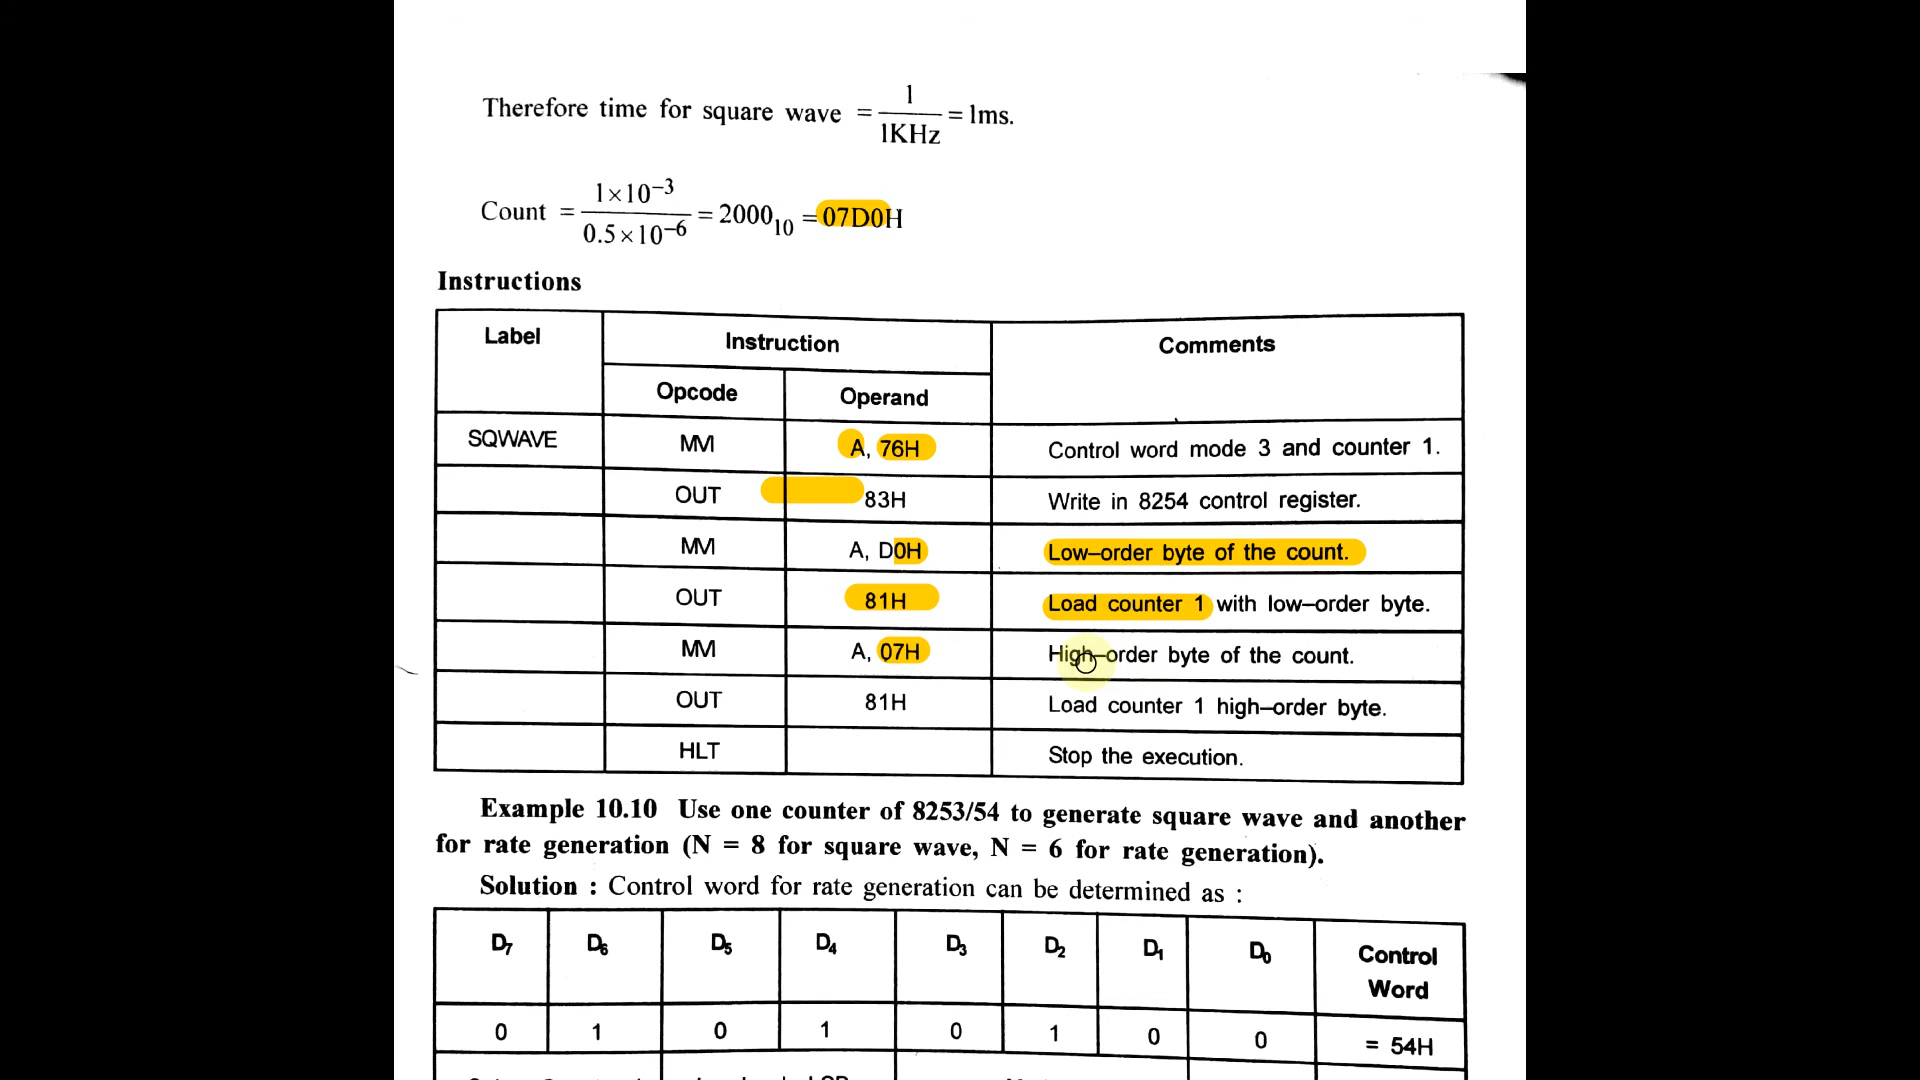 Therefore time for square wave = 1/1KHz = 1ms.
Count = 1×10⁻³/0.5×10⁻⁶ = 2000₁₀ = 07D0H
Instructions
Label Instruction Comments
Opcode Operand
SQWAVE MVI A, 76H Control word mode 3 and counter 1.
OUT 83H Write in 8254 control register.
MVI A, D0H Low–order byte of the count.
OUT 81H Load counter 1 with low–order byte.
MVI A, 07H High–order byte of the count.
OUT 81H Load counter 1 high–order byte.
HLT Stop the execution.
Example 10.10 Use one counter of 8253/54 to generate square wave and another
for rate generation (N = 8 for square wave, N = 6 for rate generation).
Solution : Control word for rate generation can be determined as :
D₇ D₆ D₅ D₄ D₃ D₂ D₁ D₀ Control
Word
0 1 0 1 0 1 0 0 = 54H